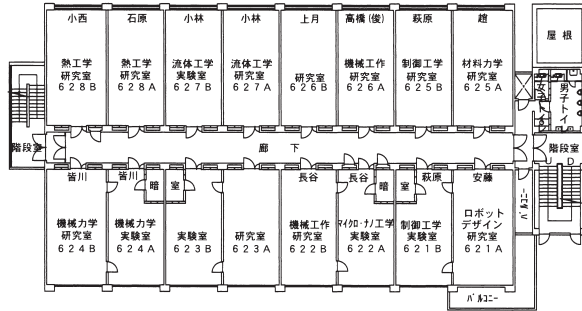 小西
熱工学
研究室
628B
石原
熱工学
研究室
628A
小林
流体工学
実験室
627B
小林
流体工学
研究室
627A
上月
研究室
626B
高橋(俊)
機械工作
研究室
626A
萩原
制御工学
研究室
625B
趙
材料力学
研究室
625A
屋根
女子トイレ
男子トイレ
階段室
廊下
階段室
U D
皆川
機械力学
研究室
624B
皆川
機械力学
実験室
624A
暗室
実験室
623B
研究室
623A
長谷
機械工作
研究室
622B
長谷
マイクロ・ナノ工学
実験室
622A
暗室
萩原
制御工学
実験室
621B
安藤
ロボット
デザイン
研究室
621A
バルコニー
バルコニー